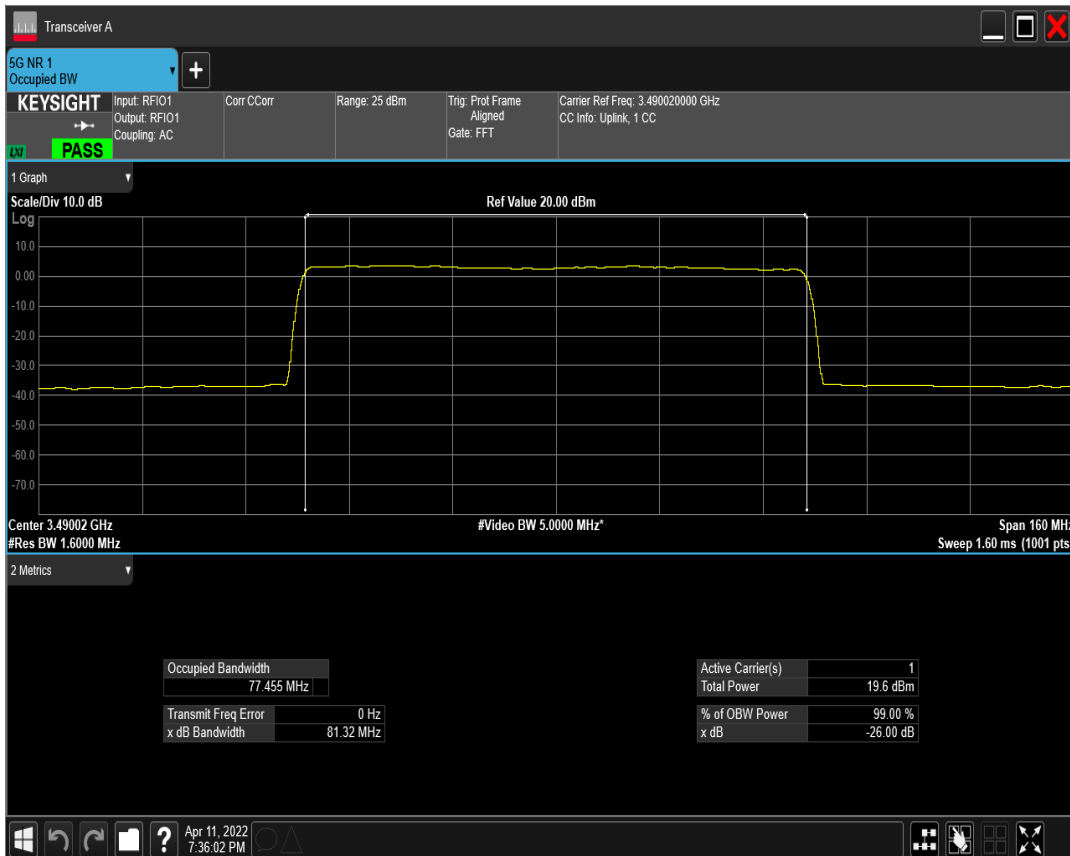 Transceiver A
5G NR 1
Occupied BW
+
KEYSIGHT
LXI
PASS
Input: RFIO1
Output: RFIO1
Coupling: AC
Corr CCorr
Range: 25 dBm
Trig: Prot Frame
Aligned
Gate: FFT
Carrier Ref Freq: 3.490020000 GHz
CC Info: Uplink, 1 CC
1 Graph
Scale/Div 10.0 dB
Ref Value 20.00 dBm
Log
10.0
0.00
-10.0
-20.0
-30.0
-40.0
-50.0
-60.0
-70.0
Center 3.49002 GHz
#Video BW 5.0000 MHz*
Span 160 MHz
#Res BW 1.6000 MHz
Sweep 1.60 ms (1001 pts
2 Metrics
Occupied Bandwidth
77.455 MHz
Transmit Freq Error 0 Hz
x dB Bandwidth 81.32 MHz
Active Carrier(s) 1
Total Power 19.6 dBm
% of OBW Power 99.00 %
x dB -26.00 dB
?
Apr 11, 2022
7:36:02 PM